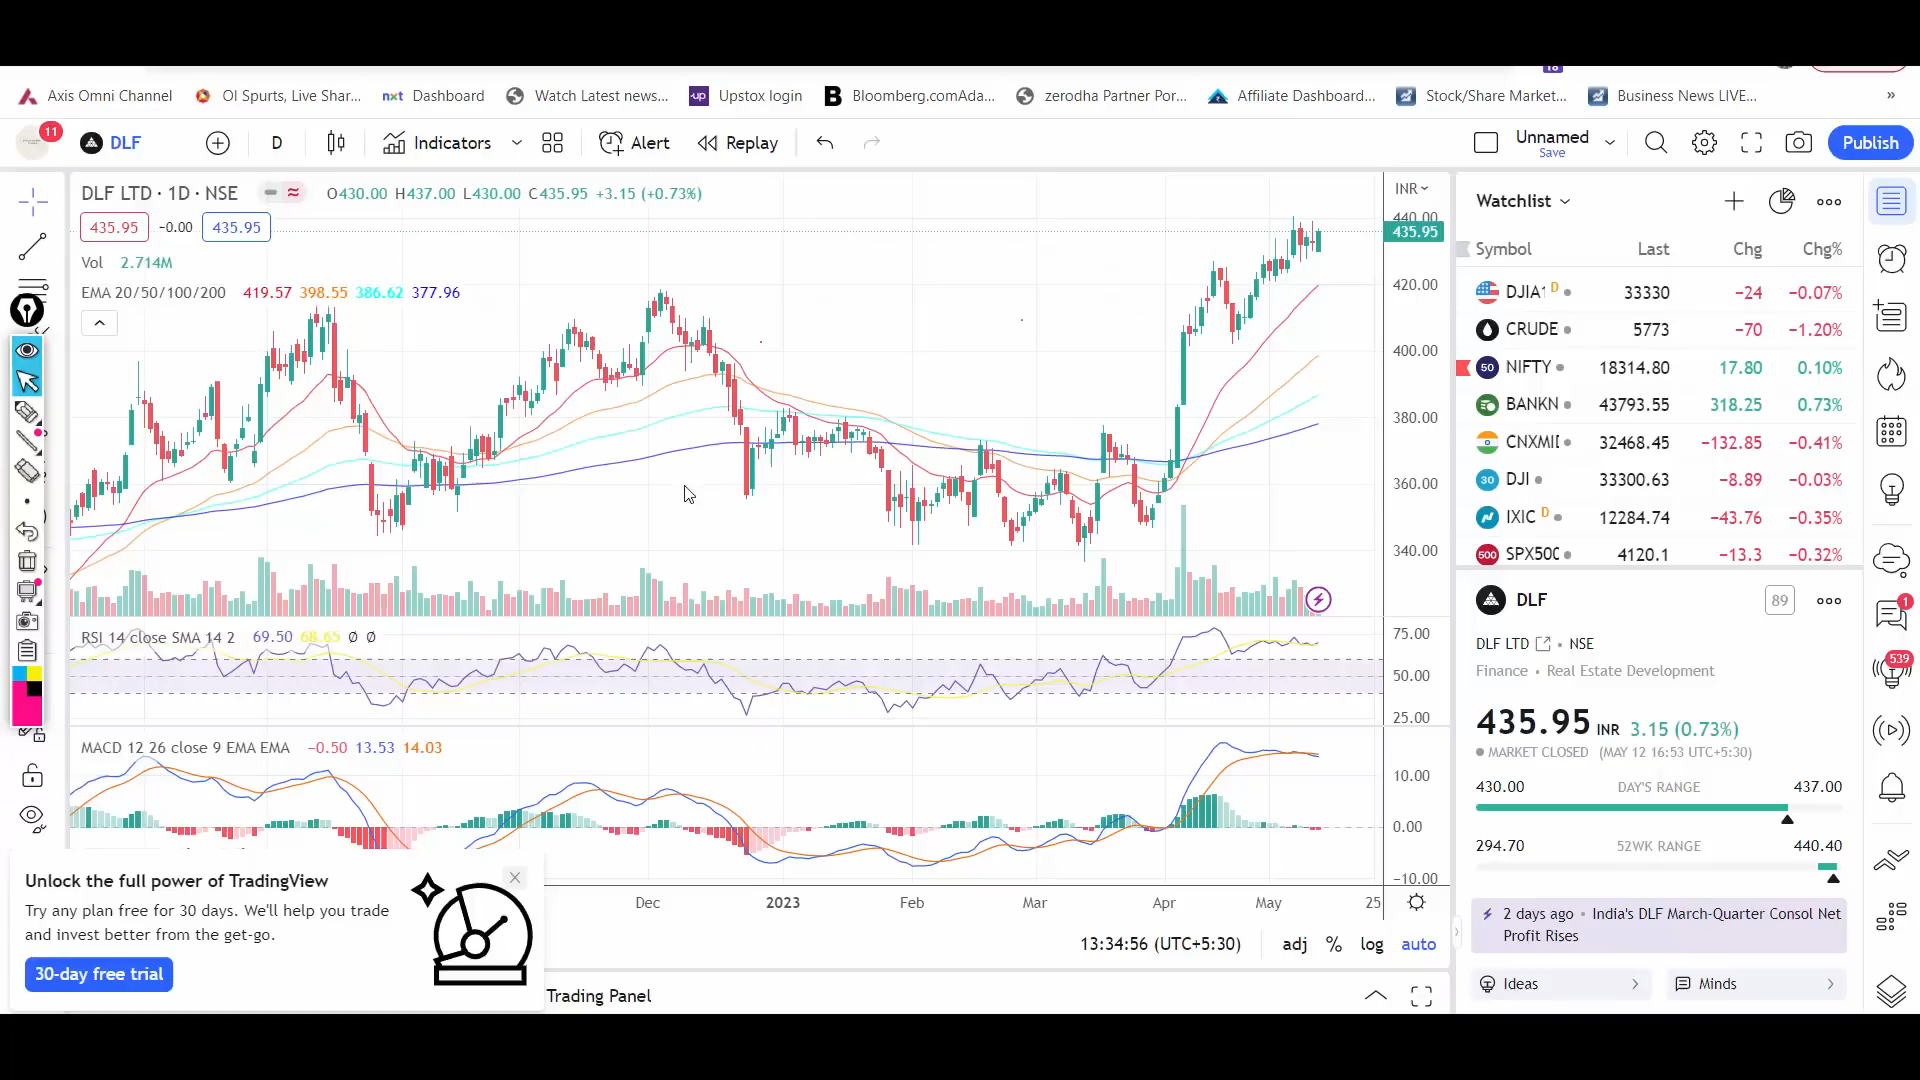 18
Axis Omni Channel
OI Spurts, Live Shar...
nxt Dashboard
Watch Latest news...
up Upstox login
B Bloomberg.comAda...
zerodha Partner Por...
Affiliate Dashboard...
Stock/Share Market...
Business News LIVE...
»
11
DLF
D
Indicators
Alert
Replay
Unnamed
Save
Publish
DLF LTD · 1D · NSE O430.00 H437.00 L430.00 C435.95 +3.15 (+0.73%)
435.95 −0.00 435.95
Vol 2.714M
EMA 20/50/100/200 419.57 398.55 386.62 377.96
INR
440.00
435.95
420.00
400.00
380.00
360.00
340.00
RSI 14 close SMA 14 2 69.50 68.65 Ø Ø
75.00
50.00
25.00
MACD 12 26 close 9 EMA EMA −0.50 13.53 14.03
10.00
0.00
−10.00
Dec 2023 Feb Mar Apr May 25
13:34:56 (UTC+5:30) adj % log auto
Trading Panel
Unlock the full power of TradingView
Try any plan free for 30 days. We'll help you trade
and invest better from the get-go.
30-day free trial
Watchlist
Symbol Last Chg Chg%
DJIA1 D 33330 −24 −0.07%
CRUDE 5773 −70 −1.20%
50 NIFTY 18314.80 17.80 0.10%
BANKN 43793.55 318.25 0.73%
CNXMI 32468.45 −132.85 −0.41%
30 DJI 33300.63 −8.89 −0.03%
IXIC D 12284.74 −43.76 −0.35%
500 SPX500 4120.1 −13.3 −0.32%
DLF 89
DLF LTD • NSE
Finance • Real Estate Development
435.95 INR 3.15 (0.73%)
MARKET CLOSED (MAY 12 16:53 UTC+5:30)
430.00 DAY'S RANGE 437.00
294.70 52WK RANGE 440.40
2 days ago • India's DLF March-Quarter Consol Net
Profit Rises
Ideas
Minds
1
539